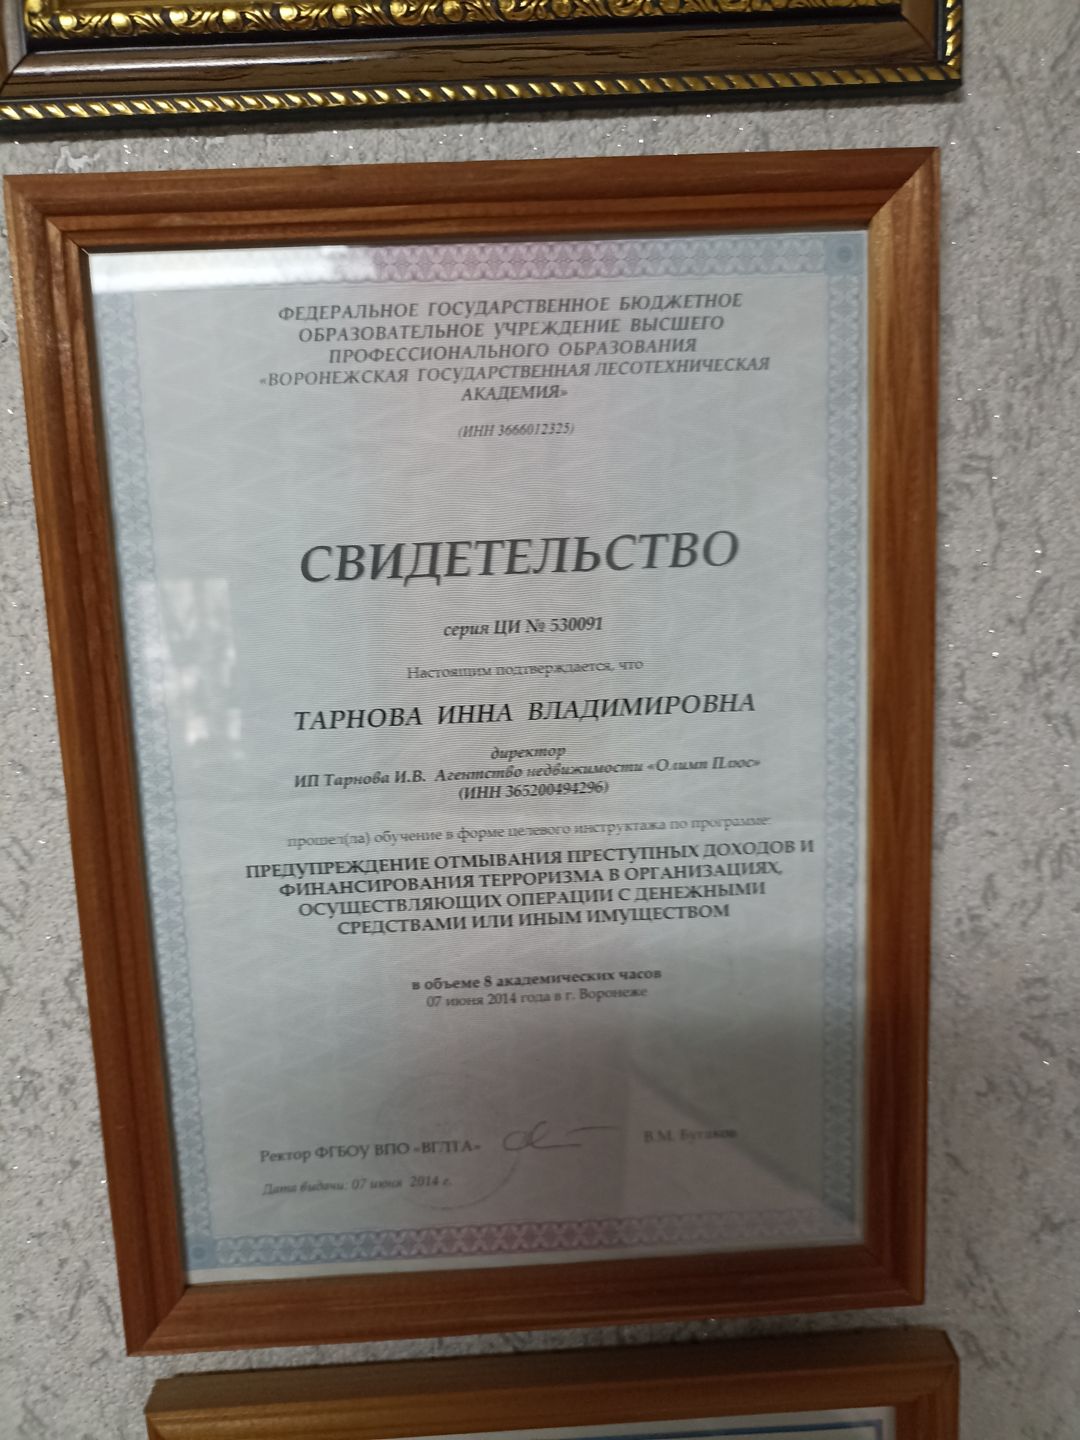 ФЕДЕРАЛЬНОЕ ГОСУДАРСТВЕННОЕ БЮДЖЕТНОЕ
ОБРАЗОВАТЕЛЬНОЕ УЧРЕЖДЕНИЕ ВЫСШЕГО
ПРОФЕССИОНАЛЬНОГО ОБРАЗОВАНИЯ
«ВОРОНЕЖСКАЯ ГОСУДАРСТВЕННАЯ ЛЕСОТЕХНИЧЕСКАЯ
АКАДЕМИЯ»
(ИНН 3666012325)
СВИДЕТЕЛЬСТВО
серия ЦИ № 530091
Настоящим подтверждается, что
ТАРНОВА ИННА ВЛАДИМИРОВНА
директор
ИП Тарнова И.В. Агентство недвижимости «Олимп Плюс»
(ИНН 365200494296)
прошел(ла) обучение в форме целевого инструктажа по программе:
ПРЕДУПРЕЖДЕНИЕ ОТМЫВАНИЯ ПРЕСТУПНЫХ ДОХОДОВ И
ФИНАНСИРОВАНИЯ ТЕРРОРИЗМА В ОРГАНИЗАЦИЯХ,
ОСУЩЕСТВЛЯЮЩИХ ОПЕРАЦИИ С ДЕНЕЖНЫМИ
СРЕДСТВАМИ ИЛИ ИНЫМ ИМУЩЕСТВОМ
в объеме 8 академических часов
07 июня 2014 года в г. Воронеже
Ректор ФГБОУ ВПО «ВГЛТА» В.М. Бугаков
Дата выдачи: 07 июня 2014 г.